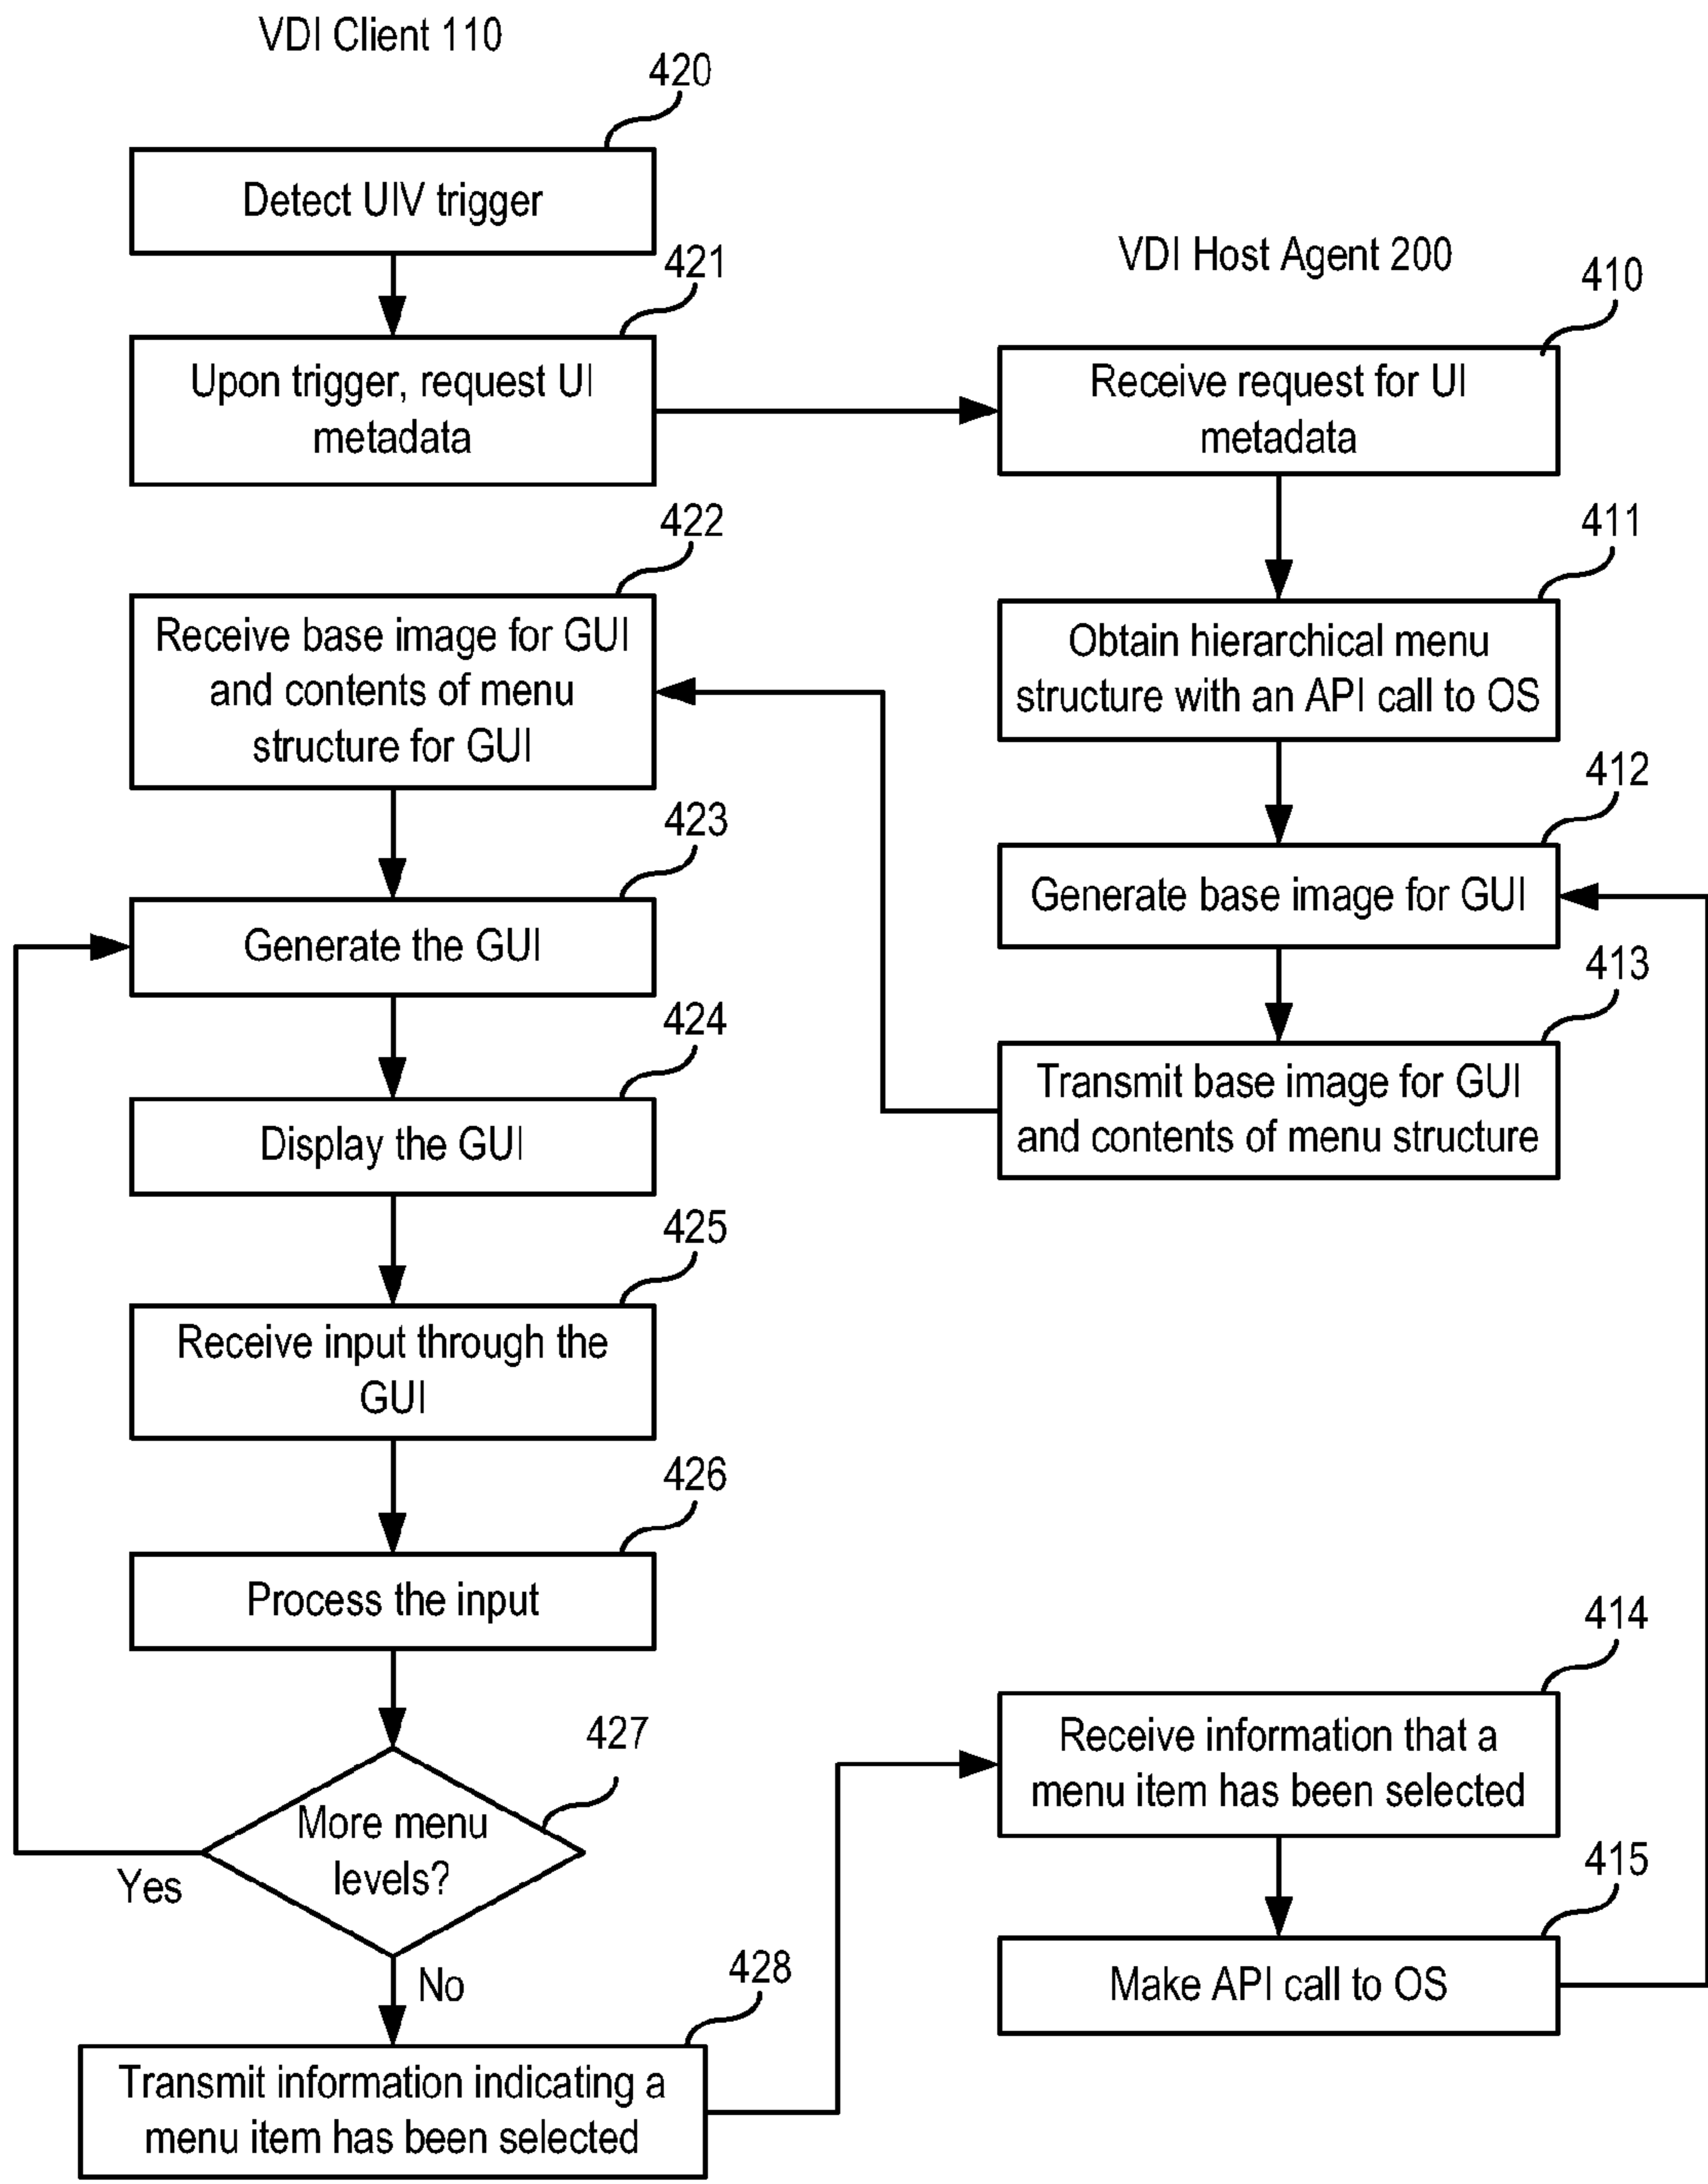 VDI Client 110
420
Detect UIV trigger
421
Upon trigger, request UI
metadata
VDI Host Agent 200
410
Receive request for UI
metadata
422
Receive base image for GUI
and contents of menu
structure for GUI
411
Obtain hierarchical menu
structure with an API call to OS
423
Generate the GUI
412
Generate base image for GUI
424
Display the GUI
413
Transmit base image for GUI
and contents of menu structure
425
Receive input through the
GUI
426
Process the input
427
More menu
levels?
Yes
No
428
Transmit information indicating a
menu item has been selected
414
Receive information that a
menu item has been selected
415
Make API call to OS